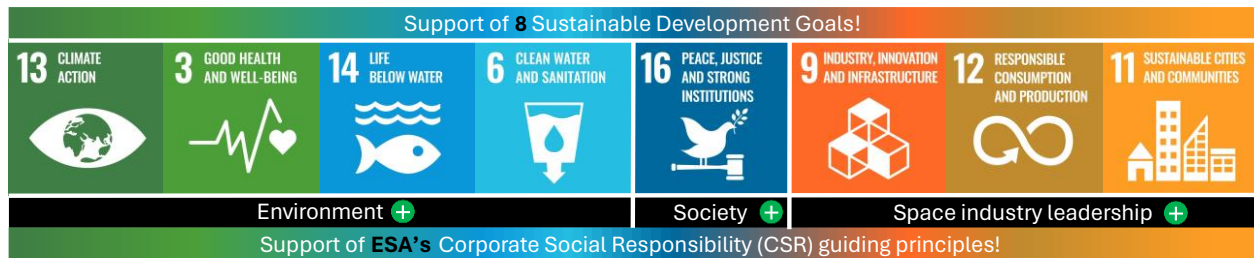 Support of 8 Sustainable Development Goals!
13 CLIMATE
ACTION
3 GOOD HEALTH
AND WELL-BEING
14 LIFE
BELOW WATER
6 CLEAN WATER
AND SANITATION
16 PEACE, JUSTICE
AND STRONG
INSTITUTIONS
9 INDUSTRY, INNOVATION
AND INFRASTRUCTURE
12 RESPONSIBLE
CONSUMPTION
AND PRODUCTION
11 SUSTAINABLE CITIES
AND COMMUNITIES
Environment +
Society +
Space industry leadership +
Support of ESA's Corporate Social Responsibility (CSR) guiding principles!